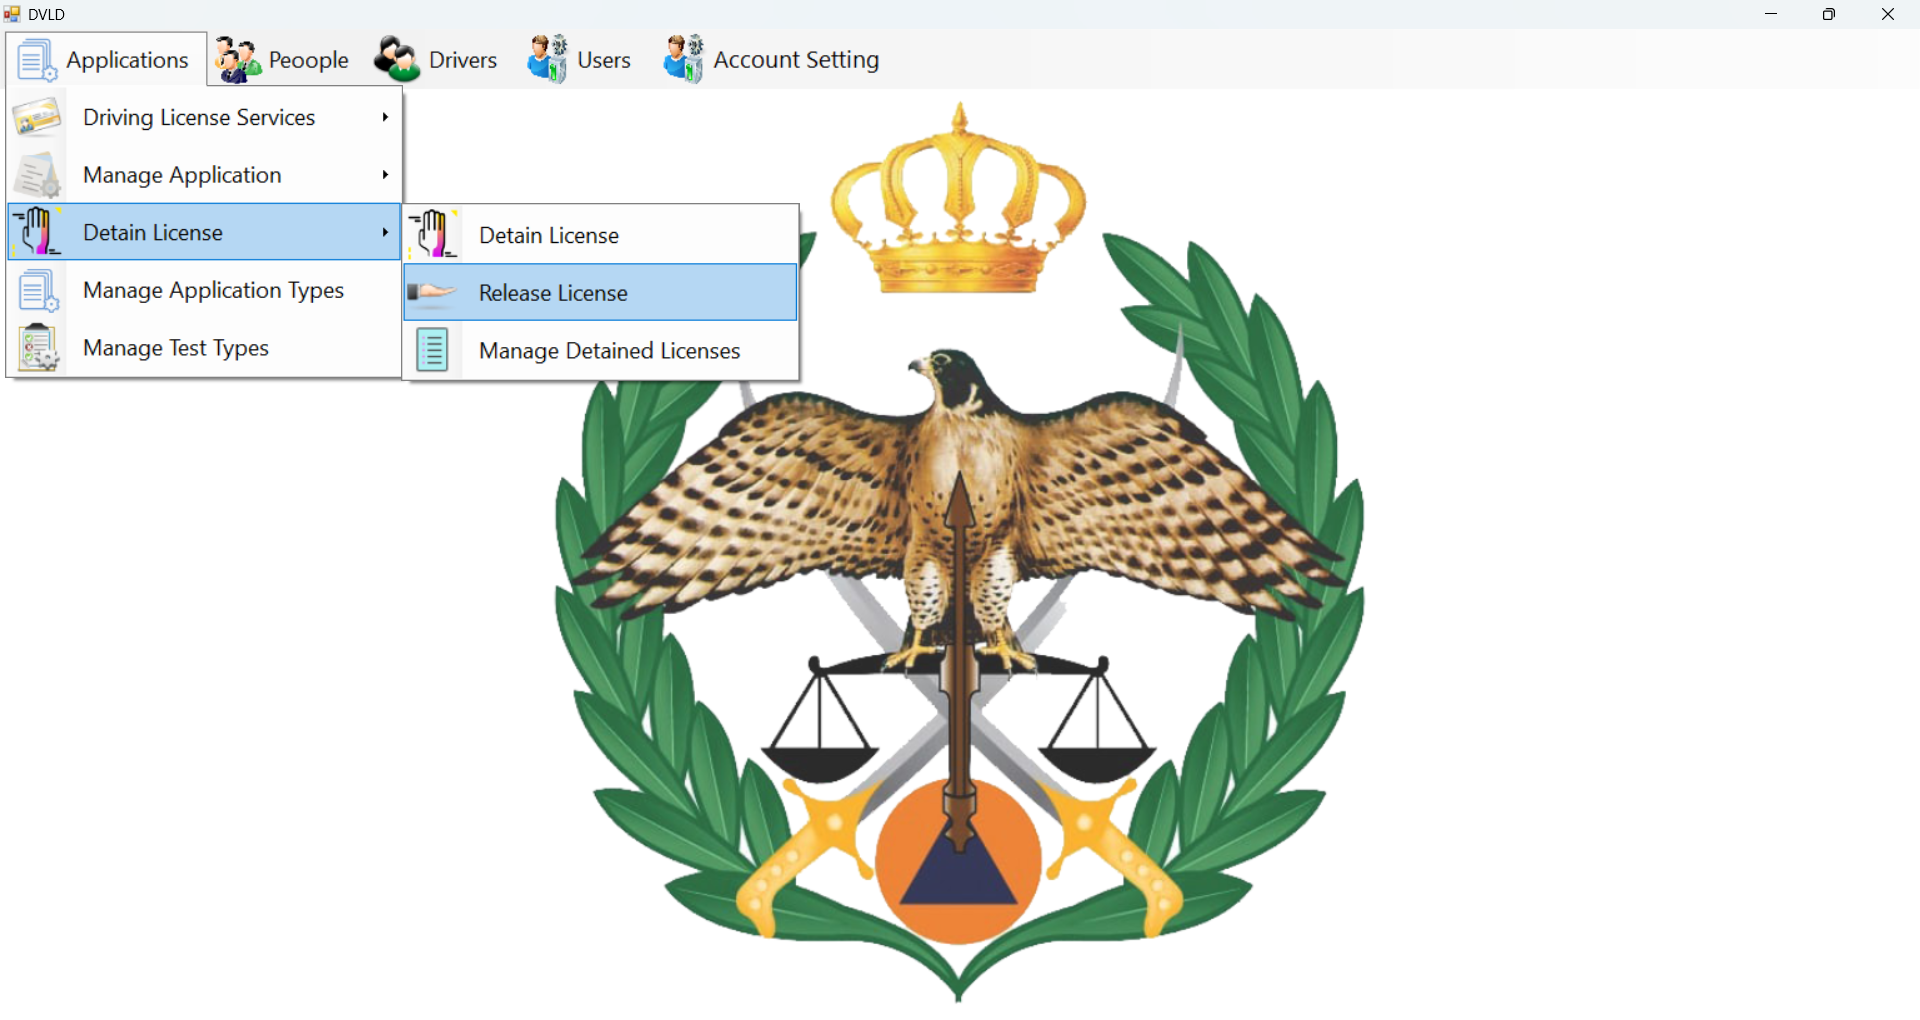 DVLD
Applications Peoople Drivers Users Account Setting
Driving License Services
Manage Application
Detain License
Manage Application Types
Manage Test Types
Detain License
Release License
Manage Detained Licenses